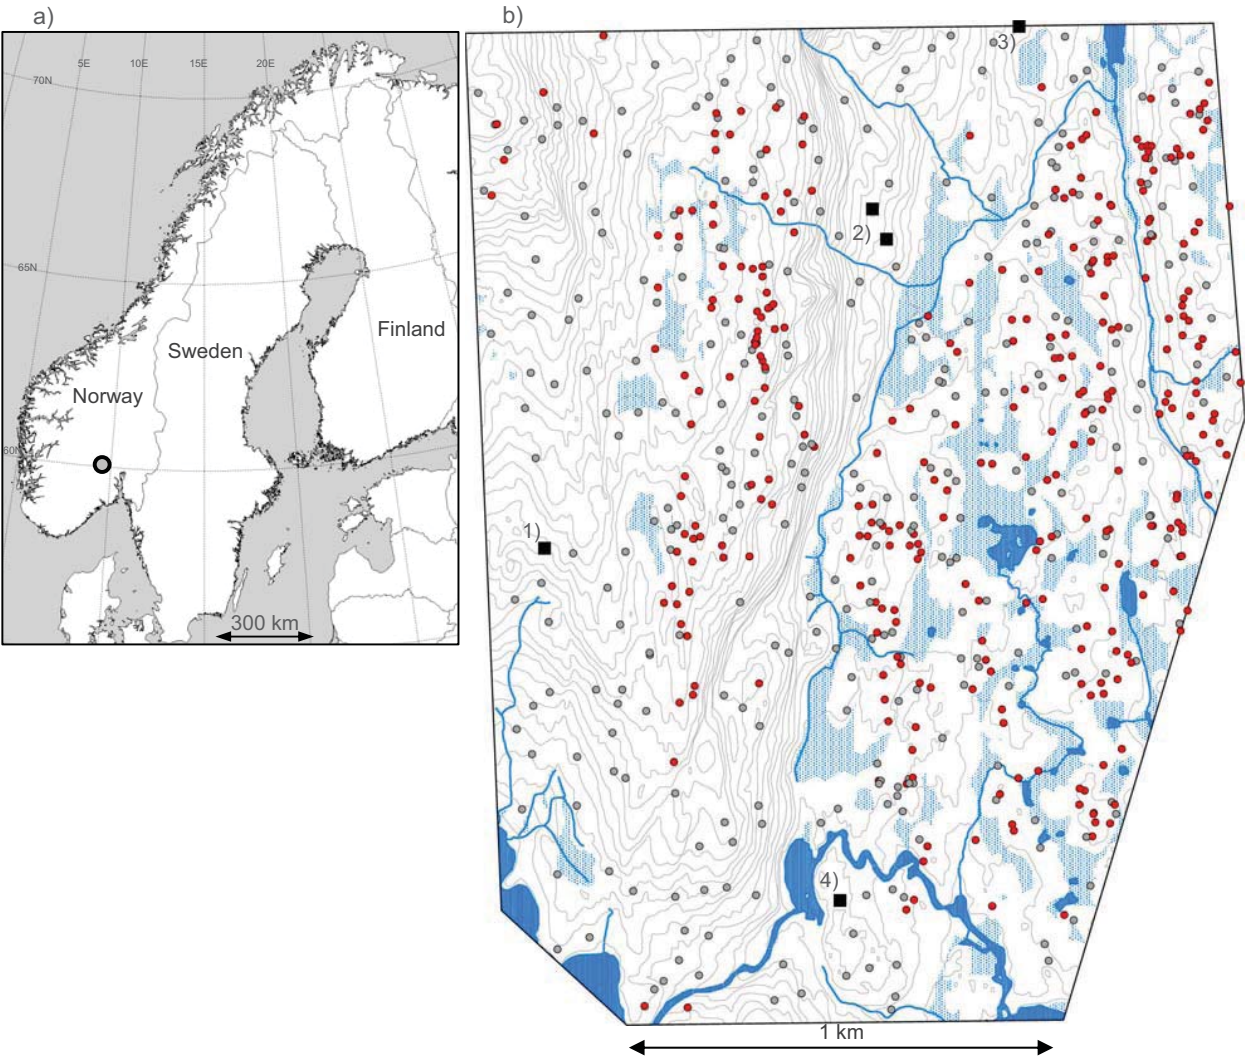 a)
b)
5E
10E
15E
20E
70N
65N
60N
Finland
Sweden
Norway
300 km
3)
2)
1)
4)
1 km